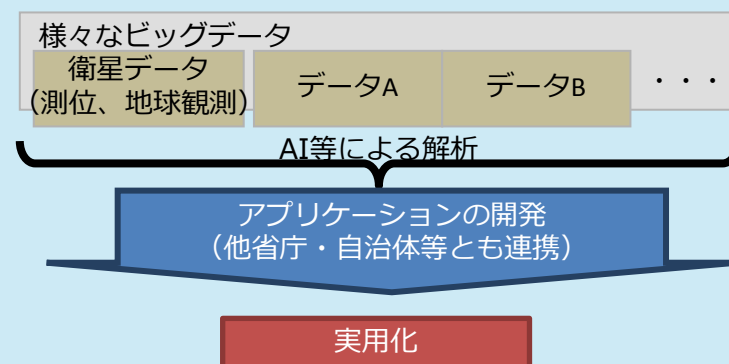 様々なビッグデータ
衛星データ
（測位、地球観測）
データA
データB
・・・
AI等による解析
アプリケーションの開発
（他省庁・自治体等とも連携）
実用化